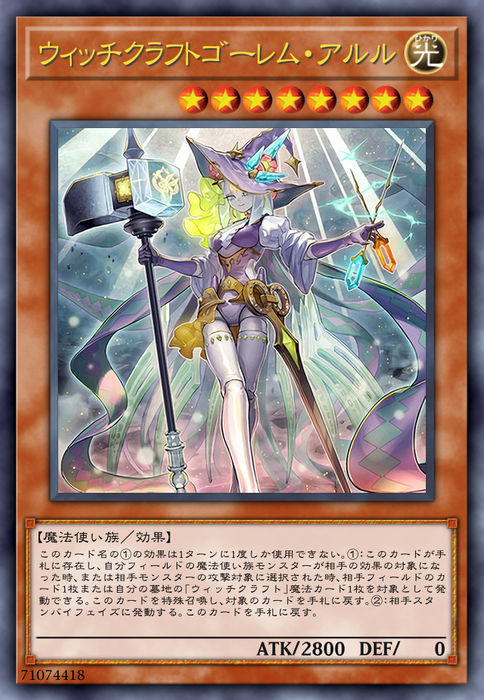 ウィッチクラフトゴーレム・アルル
ひかり
光
【魔法使い族／効果】
このカード名の①の効果は1ターンに1度しか使用できない。①：このカードが手
札に存在し、自分フィールドの魔法使い族モンスターが相手の効果の対象にな
った時、または相手モンスターの攻撃対象に選択された時、相手フィールドのカー
ド1枚または自分の墓地の「ウィッチクラフト」魔法カード1枚を対象として発
動できる。このカードを特殊召喚し、対象のカードを手札に戻す。②：相手スタ
ンバイフェイズに発動する。このカードを手札に戻す。
ATK/2800 DEF/ 0
71074418